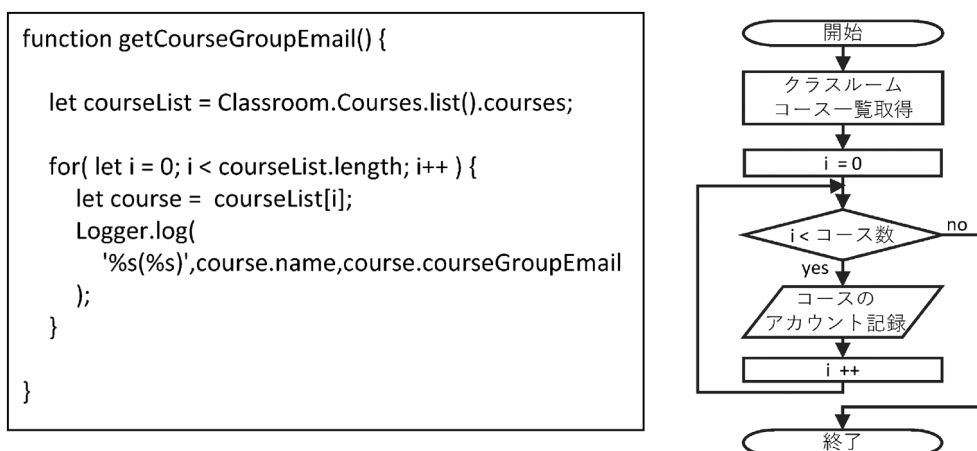 function getCourseGroupEmail() {
let courseList = Classroom.Courses.list().courses;
for( let i = 0; i < courseList.length; i++ ) {
let course = courseList[i];
Logger.log(
'%s(%s)',course.name,course.courseGroupEmail
);
}
}
開始
クラスルーム
コース一覧取得
i = 0
i < コース数
no
yes
コースの
アカウント記録
i ++
終了